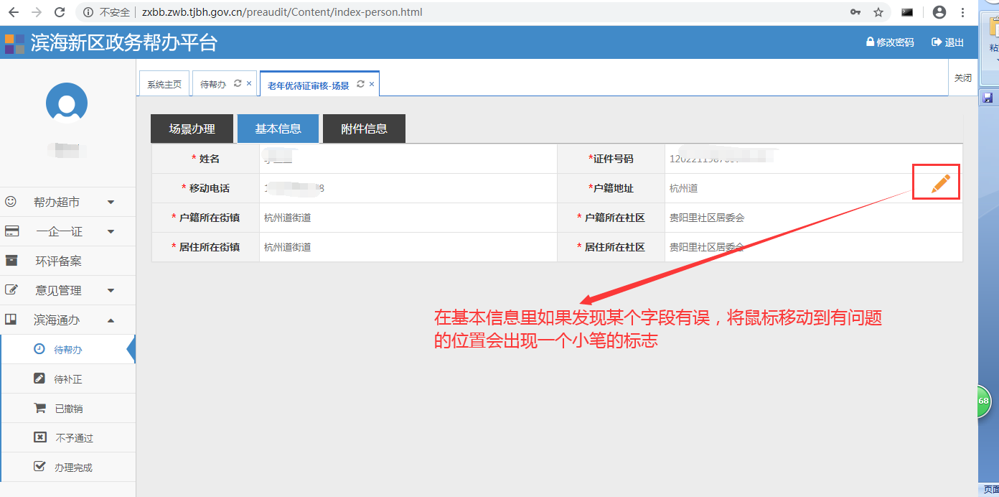 不安全 zxbb.zwb.tjbh.gov.cn/preaudit/Content/index-person.html
滨海新区政务帮办平台
修改密码 退出
粘
系统主页 待帮办 老年优待证审核-场景 关闭
场景办理 基本信息 附件信息
* 姓名 *证件号码
* 移动电话 *户籍地址 杭州道
* 户籍所在街镇 杭州道街道 * 户籍所在社区 贵阳里社区居委会
* 居住所在街镇 杭州道街道 * 居住所在社区 贵阳里社区居委会
帮办超市
一企一证
环评备案
意见管理
滨海通办
待帮办
待补正
已撤销
不予通过
办理完成
在基本信息里如果发现某个字段有误，将鼠标移动到有问题
的位置会出现一个小笔的标志
68
页面